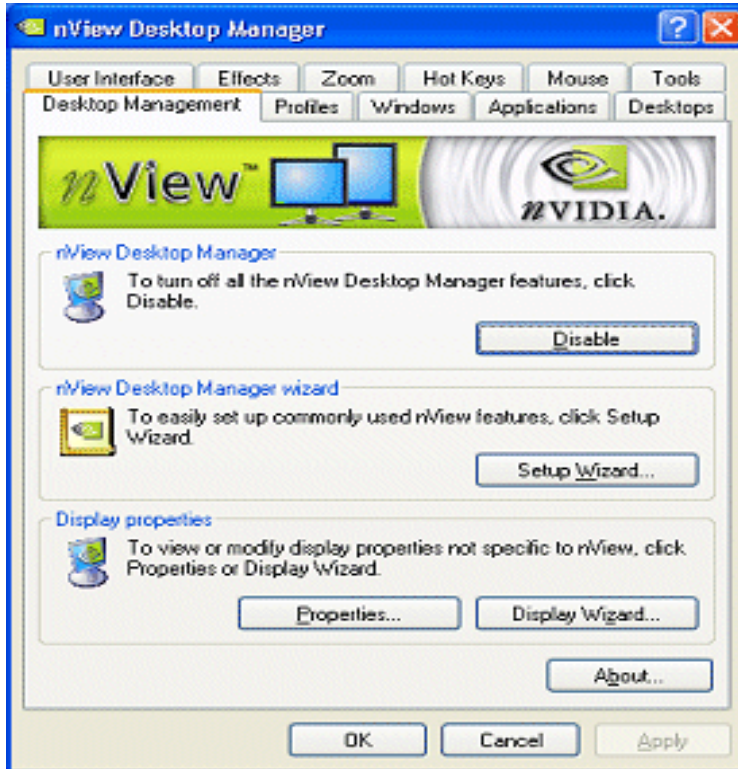 nView Desktop Manager
User Interface Effects Zoom Hot Keys Mouse Tools
Desktop Management Profiles Windows Applications Desktops
nView™ nVIDIA.
nView Desktop Manager
To turn off all the nView Desktop Manager features, click
Disable.
Disable
nView Desktop Manager wizard
To easily set up commonly used nView features, click Setup
Wizard.
Setup Wizard...
Display properties
To view or modify display properties not specific to nView, click
Properties or Display Wizard.
Properties... Display Wizard...
About...
OK Cancel Apply